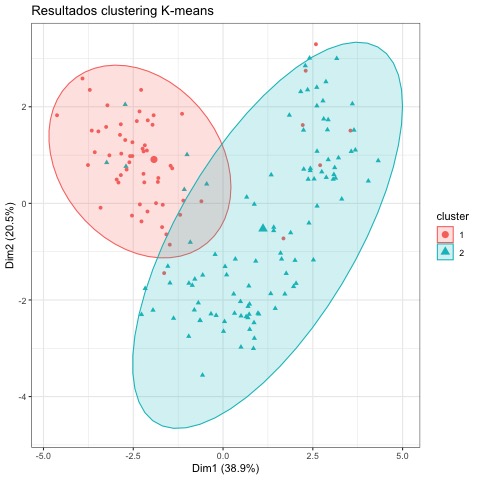 Resultados clustering K-means
2
0
-2
-4
Dim2 (20.5%)
-5.0 -2.5 0.0 2.5 5.0
Dim1 (38.9%)
cluster
1
2